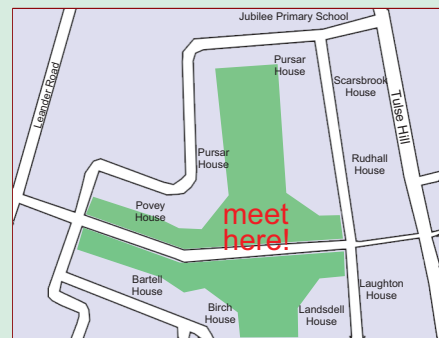 Jubilee Primary School
Leander Road
Pursar
House
Scarsbrook
House
Tulse Hill
Pursar
House
Rudhall
House
Povey
House
meet
here!
Bartell
House
Birch
House
Landsdell
House
Laughton
House